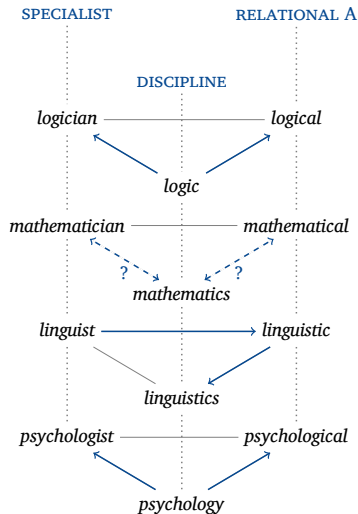 SPECIALIST RELATIONAL A
DISCIPLINE
logician logical
logic
mathematician mathematical
? ?
mathematics
linguist linguistic
linguistics
psychologist psychological
psychology